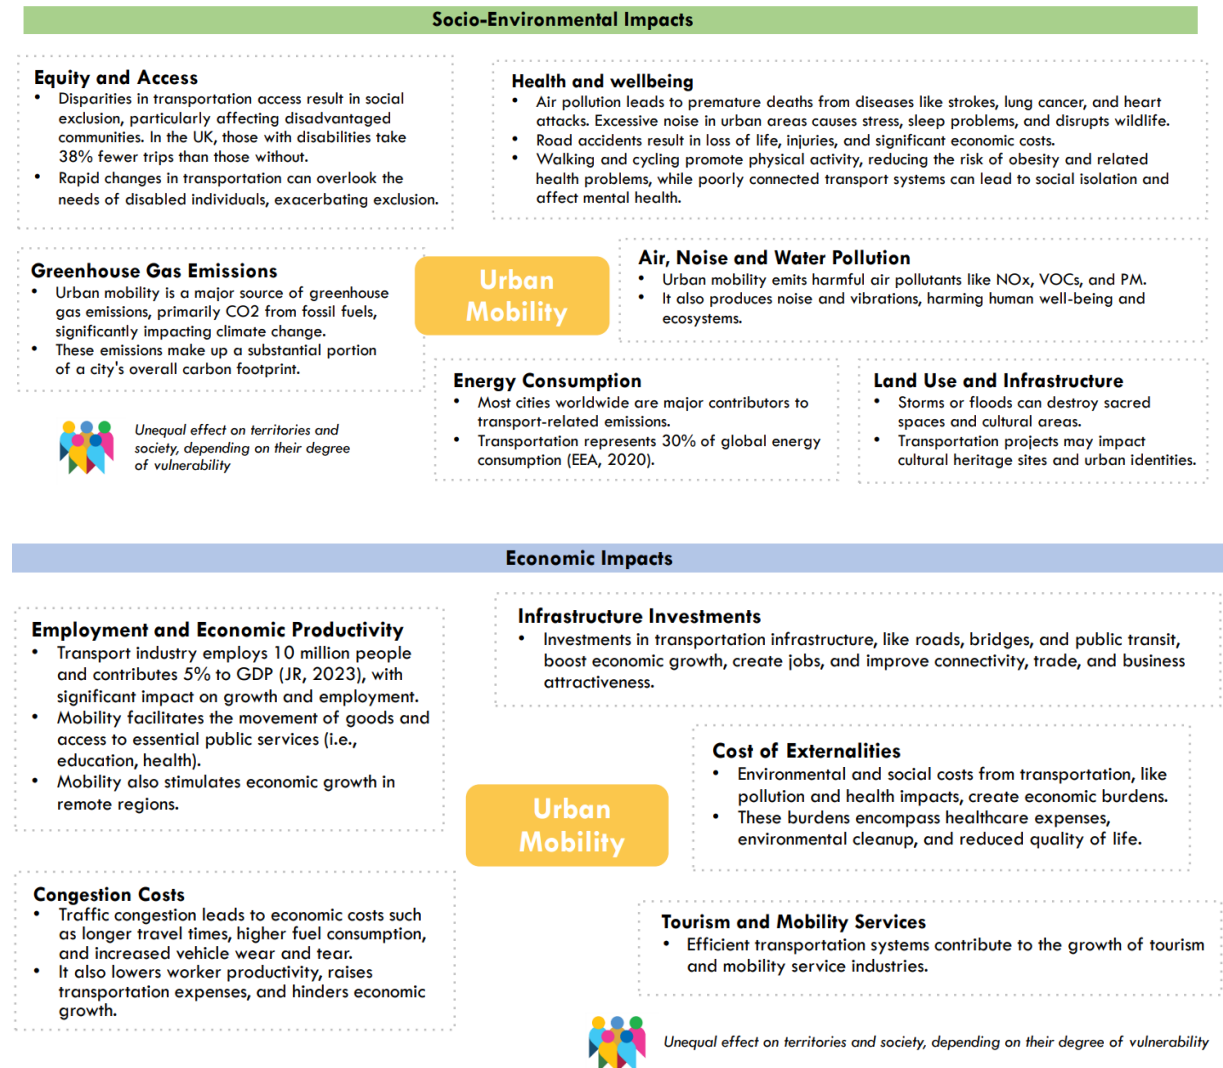 Socio-Environmental Impacts
Equity and Access
• Disparities in transportation access result in social
exclusion, particularly affecting disadvantaged
communities. In the UK, those with disabilities take
38% fewer trips than those without.
• Rapid changes in transportation can overlook the
needs of disabled individuals, exacerbating exclusion.
Health and wellbeing
• Air pollution leads to premature deaths from diseases like strokes, lung cancer, and heart
attacks. Excessive noise in urban areas causes stress, sleep problems, and disrupts wildlife.
• Road accidents result in loss of life, injuries, and significant economic costs.
• Walking and cycling promote physical activity, reducing the risk of obesity and related
health problems, while poorly connected transport systems can lead to social isolation and
affect mental health.
Greenhouse Gas Emissions
• Urban mobility is a major source of greenhouse
gas emissions, primarily CO2 from fossil fuels,
significantly impacting climate change.
• These emissions make up a substantial portion
of a city's overall carbon footprint.
Urban
Mobility
Air, Noise and Water Pollution
• Urban mobility emits harmful air pollutants like NOx, VOCs, and PM.
• It also produces noise and vibrations, harming human well-being and
ecosystems.
Energy Consumption
• Most cities worldwide are major contributors to
transport-related emissions.
• Transportation represents 30% of global energy
consumption (EEA, 2020).
Land Use and Infrastructure
• Storms or floods can destroy sacred
spaces and cultural areas.
• Transportation projects may impact
cultural heritage sites and urban identities.
Unequal effect on territories and
society, depending on their degree
of vulnerability
Economic Impacts
Employment and Economic Productivity
• Transport industry employs 10 million people
and contributes 5% to GDP (JR, 2023), with
significant impact on growth and employment.
• Mobility facilitates the movement of goods and
access to essential public services (i.e.,
education, health).
• Mobility also stimulates economic growth in
remote regions.
Infrastructure Investments
• Investments in transportation infrastructure, like roads, bridges, and public transit,
boost economic growth, create jobs, and improve connectivity, trade, and business
attractiveness.
Urban
Mobility
Cost of Externalities
• Environmental and social costs from transportation, like
pollution and health impacts, create economic burdens.
• These burdens encompass healthcare expenses,
environmental cleanup, and reduced quality of life.
Congestion Costs
• Traffic congestion leads to economic costs such
as longer travel times, higher fuel consumption,
and increased vehicle wear and tear.
• It also lowers worker productivity, raises
transportation expenses, and hinders economic
growth.
Tourism and Mobility Services
• Efficient transportation systems contribute to the growth of tourism
and mobility service industries.
Unequal effect on territories and society, depending on their degree of vulnerability